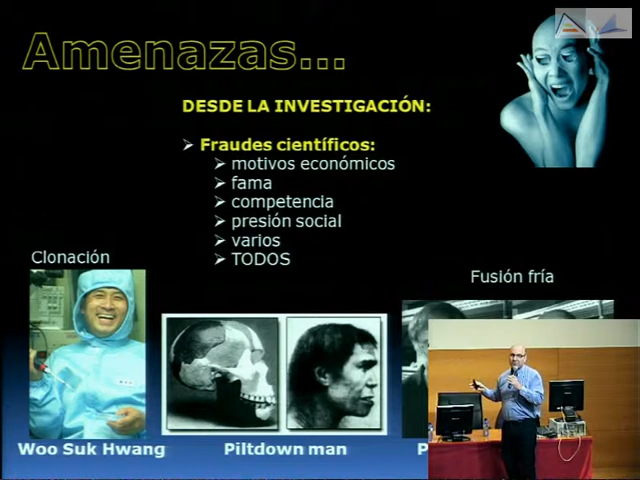 Amenazas...
DESDE LA INVESTIGACIÓN:
Fraudes científicos:
motivos económicos
fama
competencia
presión social
varios
TODOS
Clonación
Fusión fría
Woo Suk Hwang
Piltdown man
P